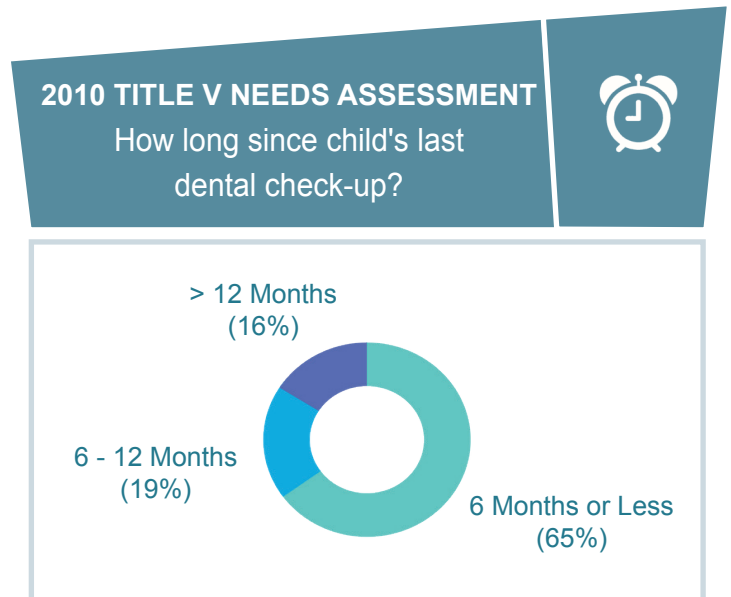 2010 TITLE V NEEDS ASSESSMENT
How long since child's last
dental check-up?
> 12 Months
(16%)
6 - 12 Months
(19%)
6 Months or Less
(65%)